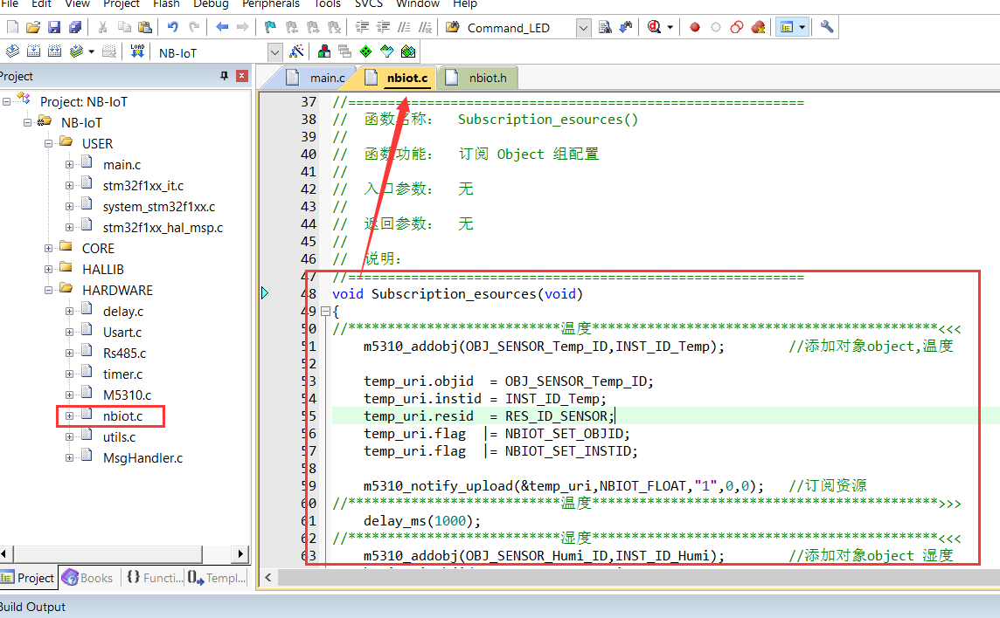 File Edit View Project Flash Debug Peripherals Tools SVCS Window Help
Command_LED
LOAD NB-IoT
Project
main.c nbiot.c nbiot.h
Project: NB-IoT
NB-IoT
USER
main.c
stm32f1xx_it.c
system_stm32f1xx.c
stm32f1xx_hal_msp.c
CORE
HALLIB
HARDWARE
delay.c
Usart.c
Rs485.c
timer.c
M5310.c
nbiot.c
utils.c
MsgHandler.c
Project Books {} Functi... Templ...
Build Output
37 //==========================================================
38 // 函数名称: Subscription_esources()
39 //
40 // 函数功能: 订阅 Object 组配置
41 //
42 // 入口参数: 无
43 //
44 // 返回参数: 无
45 //
46 // 说明:
47 //==========================================================
48 void Subscription_esources(void)
49 {
50 //***************************温度********************************************<<<
51 m5310_addobj(OBJ_SENSOR_Temp_ID,INST_ID_Temp); //添加对象object,温度
52
53 temp_uri.objid = OBJ_SENSOR_Temp_ID;
54 temp_uri.instid = INST_ID_Temp;
55 temp_uri.resid = RES_ID_SENSOR;
56 temp_uri.flag |= NBIOT_SET_OBJID;
57 temp_uri.flag |= NBIOT_SET_INSTID;
58
59 m5310_notify_upload(&temp_uri,NBIOT_FLOAT,"1",0,0); //订阅资源
60 //***************************温度********************************************>>>
61 delay_ms(1000);
62 //***************************湿度********************************************<<<
63 m5310_addobj(OBJ_SENSOR_Humi_ID,INST_ID_Humi); //添加对象object 湿度